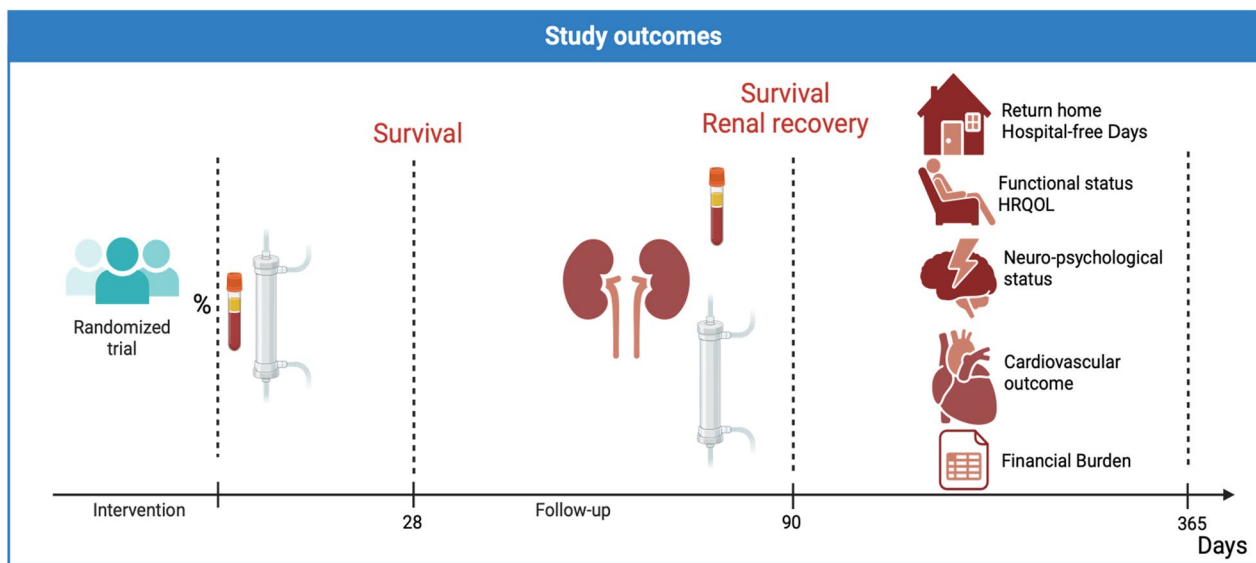 Study outcomes
Survival
Survival
Renal recovery
Return home
Hospital-free Days
Functional status
HRQOL
Neuro-psychological
status
%
Randomized
trial
Cardiovascular
outcome
Financial Burden
Intervention
28
Follow-up
90
365
Days